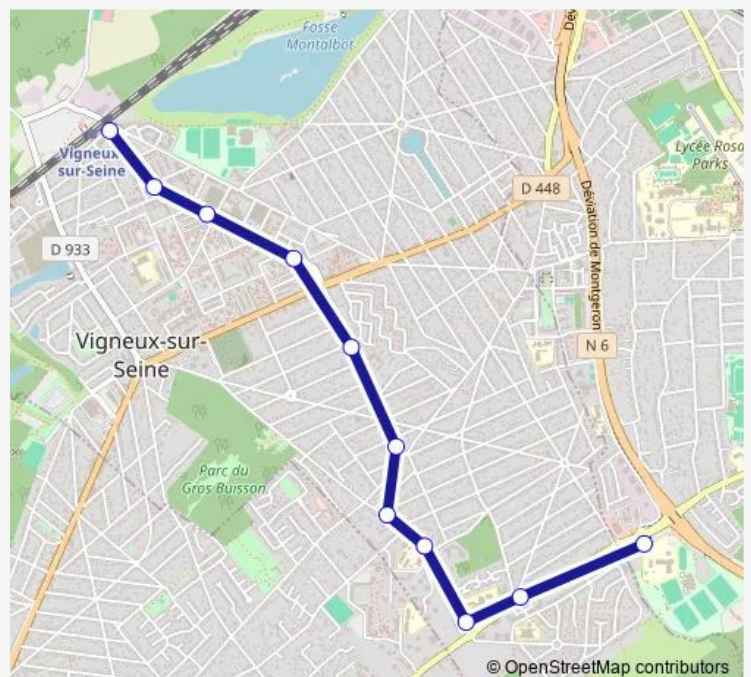 Fosse
Montalbot
Vigneux
sur-Seine
Lycée Rosa
Parks
D 448
Déviation de Montgeron
D 933
N 6
Vigneux-sur-
Seine
Parc du
Gros Buisson
© OpenStreetMap contributors